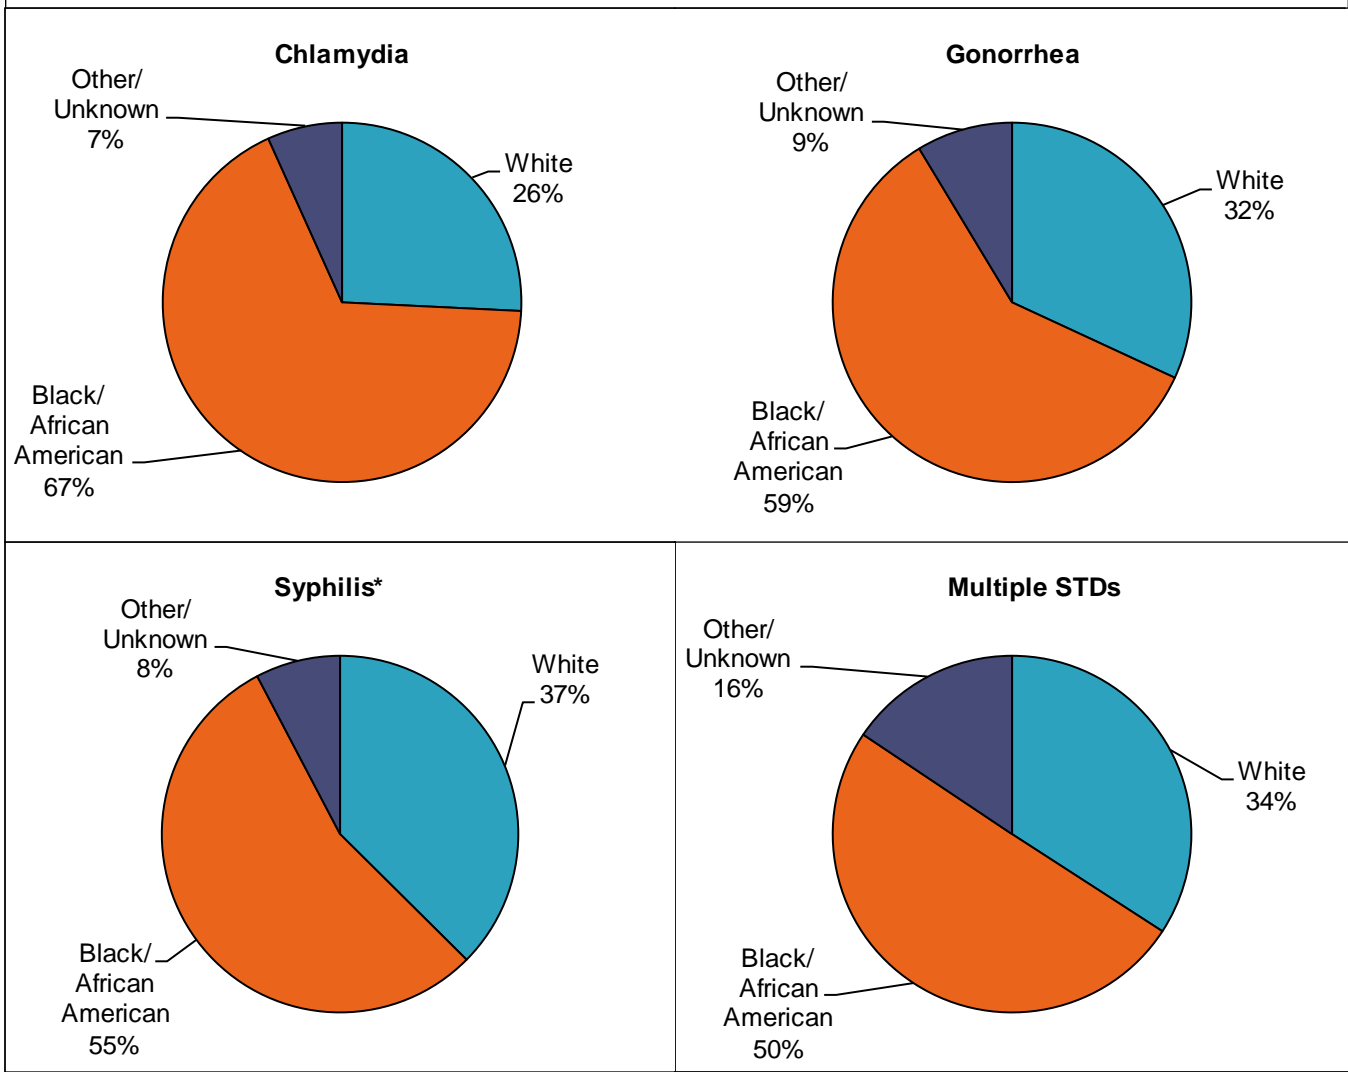 Chlamydia
Other/
Unknown
7%
White
26%
Black/
African
American
67%
Gonorrhea
Other/
Unknown
9%
White
32%
Black/
African
American
59%
Syphilis*
Other/
Unknown
8%
White
37%
Black/
African
American
55%
Multiple STDs
Other/
Unknown
16%
White
34%
Black/
African
American
50%